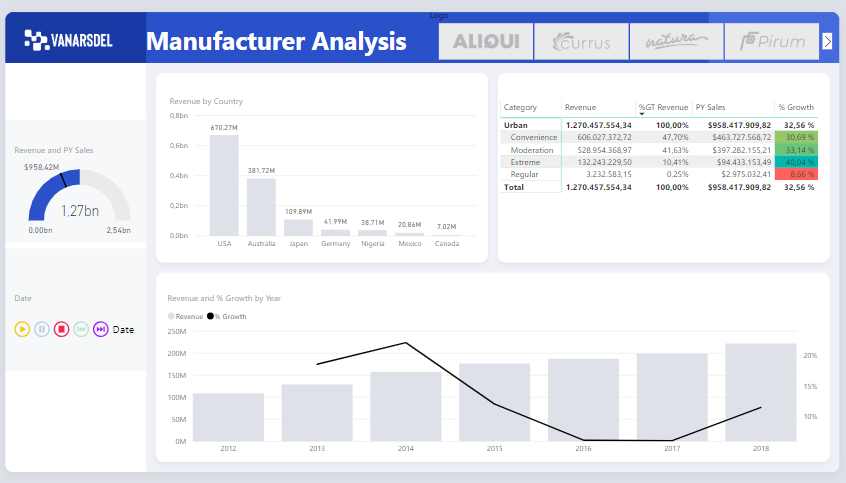 Logo
VANARSDEL
Manufacturer Analysis
ALIQUI
currus
natura
Pirum
Revenue and PY Sales
$958,42M
1,27bn
0,00bn
2,54bn
Date
Date
Revenue by Country
0,8bn
0,6bn
0,4bn
0,2bn
0,0bn
670,27M
381,72M
109,89M
41,99M
38,71M
20,86M
7,02M
USA Australia Japan Germany Nigeria Mexico Canada
Category Revenue %GT Revenue PY Sales % Growth
Urban 1.270.457.554,34 100,00% $958.417.909,82 32,56 %
Convenience 606.027.372,72 47,70% $463.727.568,72 30,69 %
Moderation 528.954.368,97 41,63% $397.282.155,21 33,14 %
Extreme 132.243.229,50 10,41% $94.433.153,49 40,04 %
Regular 3.232.583,15 0,25% $2.975.032,41 8,66 %
Total 1.270.457.554,34 100,00% $958.417.909,82 32,56 %
Revenue and % Growth by Year
Revenue % Growth
250M
200M
150M
100M
50M
0M
20%
15%
10%
2012 2013 2014 2015 2016 2017 2018